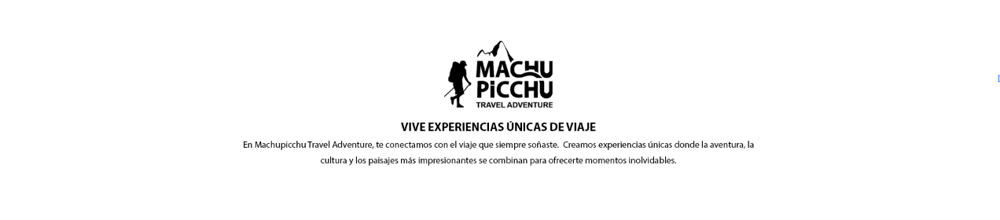 MACHU
PiCCHU
TRAVEL ADVENTURE
VIVE EXPERIENCIAS ÚNICAS DE VIAJE
En Machupicchu Travel Adventure, te conectamos con el viaje que siempre soñaste.  Creamos experiencias únicas donde la aventura, la
cultura y los paisajes más impresionantes se combinan para ofrecerte momentos inolvidables.